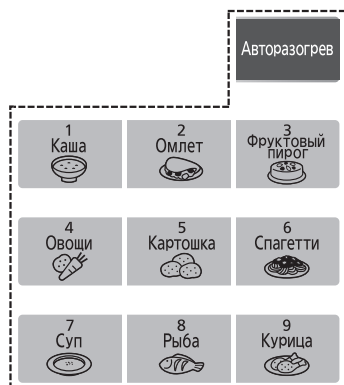 Авторазогрев
1 2 3
Каша Омлет Фруктовый
пирог
4 5 6
Овощи Картошка Спагетти
7 8 9
Суп Рыба Курица